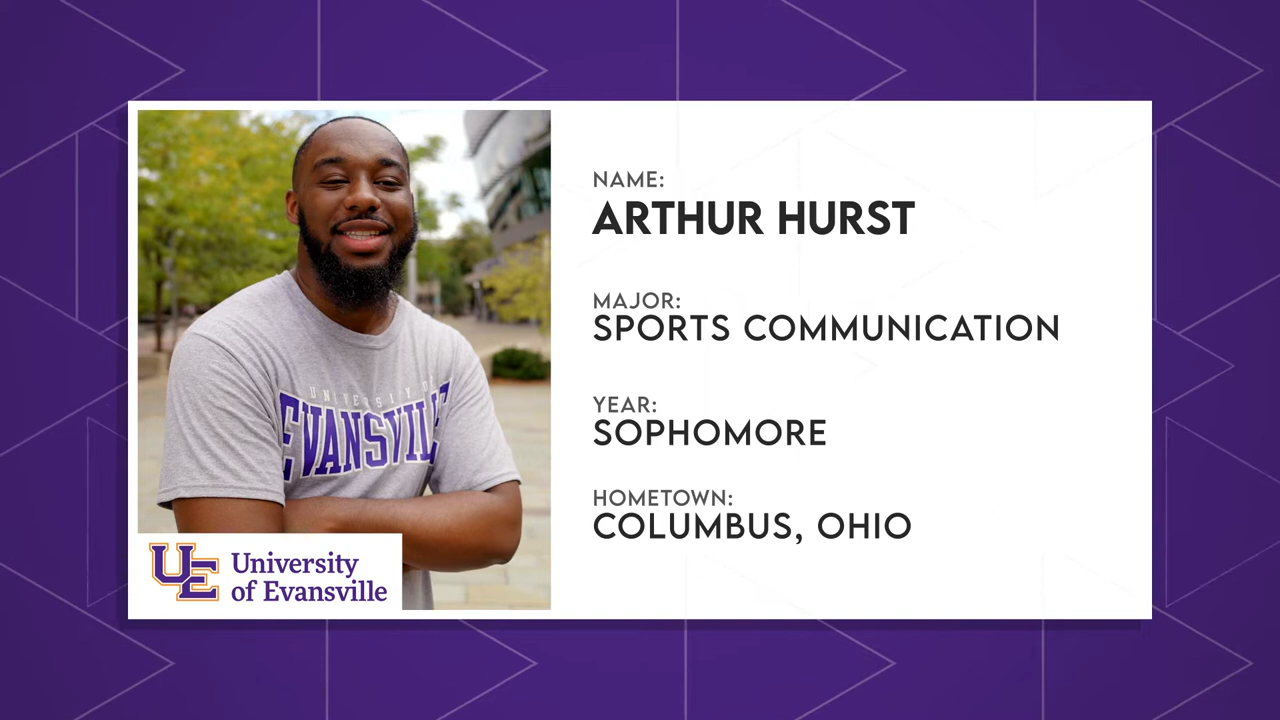 NAME:
ARTHUR HURST
MAJOR:
SPORTS COMMUNICATION
YEAR:
SOPHOMORE
HOMETOWN:
COLUMBUS, OHIO
UNIVERSITY OF
EVANSVILLE
UE
University
of Evansville